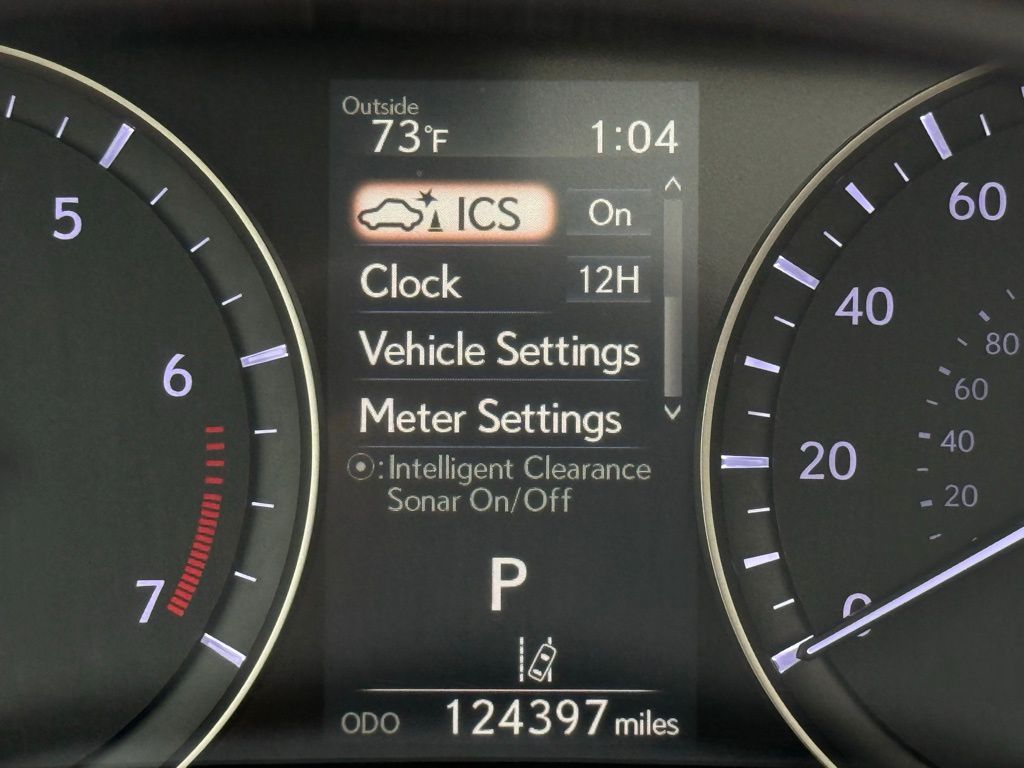 Outside
73°F 1:04
ICS On
Clock 12H
Vehicle Settings
Meter Settings
:Intelligent Clearance
Sonar On/Off
P
ODO 124397 miles
5
6
7
60
40
20
0
80
60
40
20